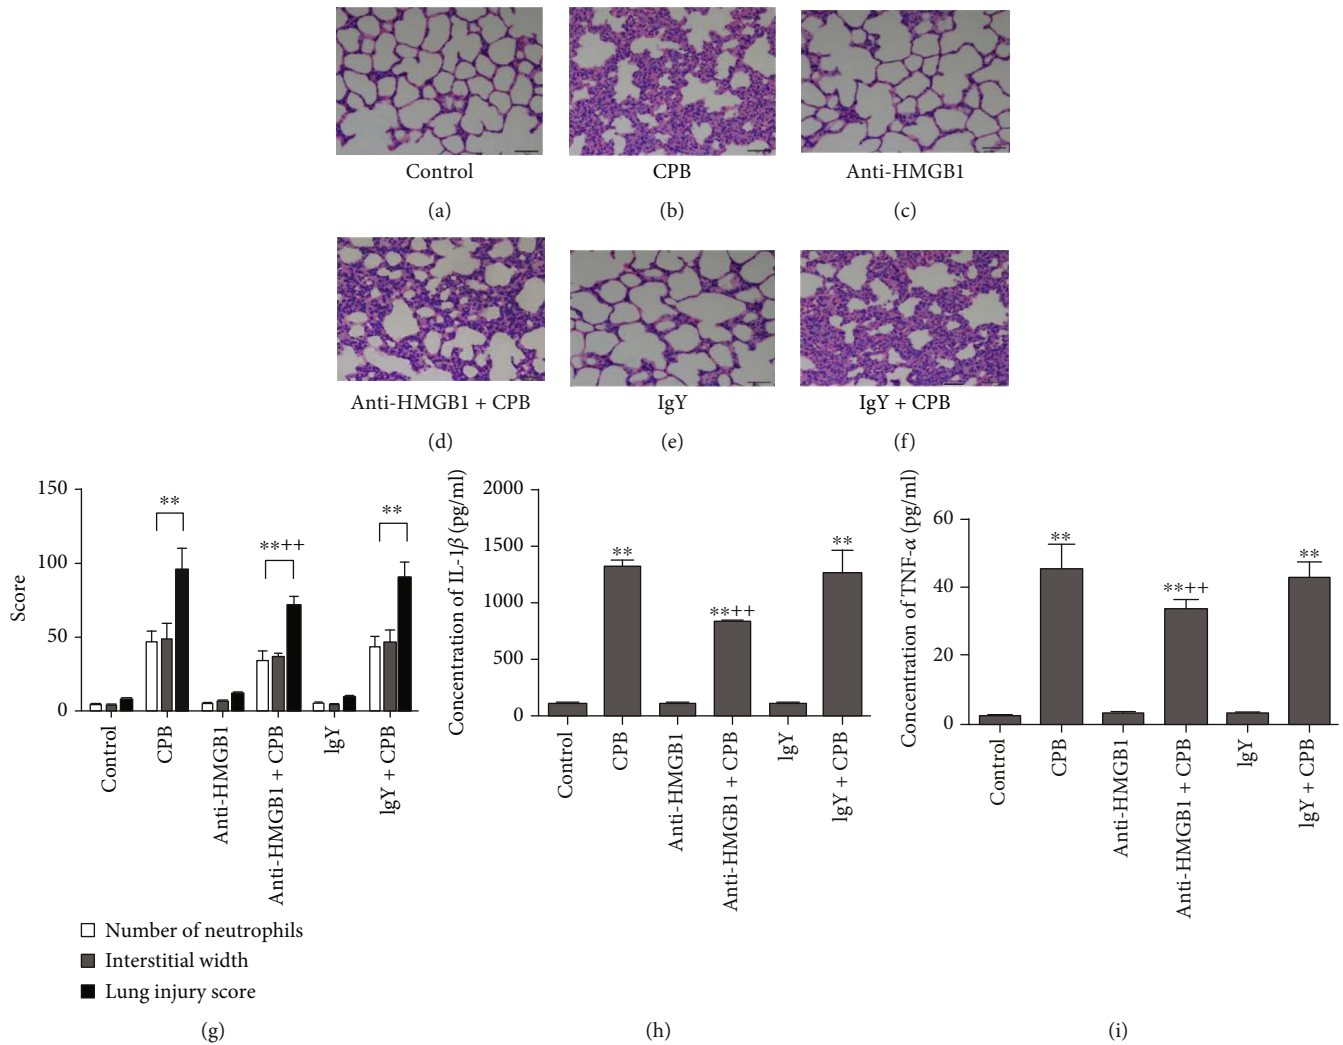 Control
CPB
Anti-HMGB1
(a)
(b)
(c)
Anti-HMGB1 + CPB
IgY
IgY + CPB
(d)
(e)
(f)
Score
150
100
50
0
**
**++
**
Control
CPB
Anti-HMGB1
Anti-HMGB1 + CPB
IgY
IgY + CPB
Number of neutrophils
Interstitial width
Lung injury score
(g)
Concentration of IL-1β (pg/ml)
2000
1500
1000
500
0
**
**++
**
Control
CPB
Anti-HMGB1
Anti-HMGB1 + CPB
IgY
IgY + CPB
(h)
Concentration of TNF-α (pg/ml)
60
40
20
0
**
**++
**
Control
CPB
Anti-HMGB1
Anti-HMGB1 + CPB
IgY
IgY + CPB
(i)